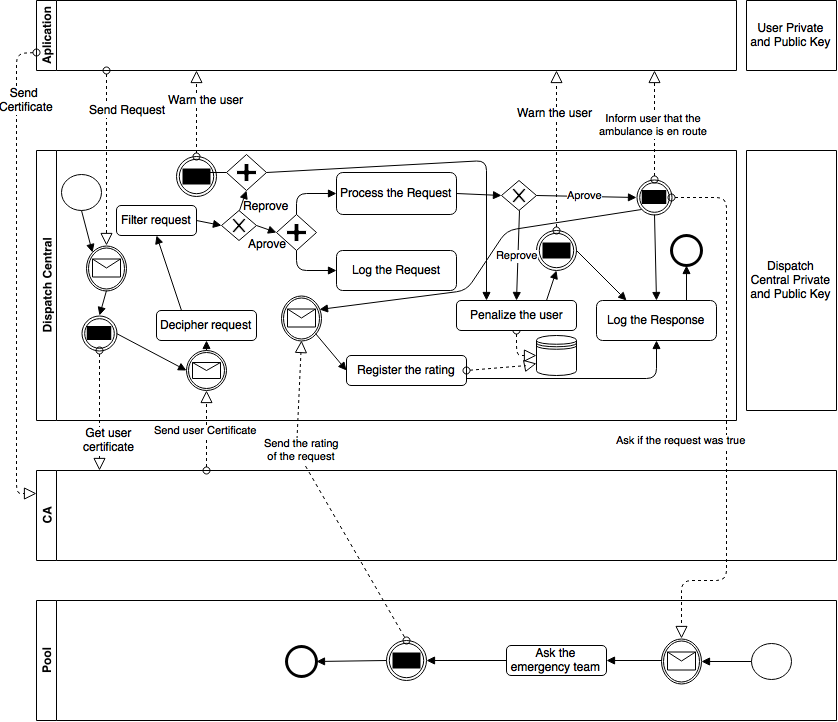 Aplication
User Private
and Public Key
Send
Certificate
Send Request
Warn the user
Warn the user
Inform user that the
ambulance is en route
Dispatch Central
Filter request
Reprove
Aprove
Process the Request
Log the Request
Aprove
Reprove
Decipher request
Penalize the user
Log the Response
Register the rating
Dispatch
Central Private
and Public Key
Get user
certificate
Send user Certificate
Send the rating
of the request
Ask if the request was true
CA
Pool
Ask the
emergency team